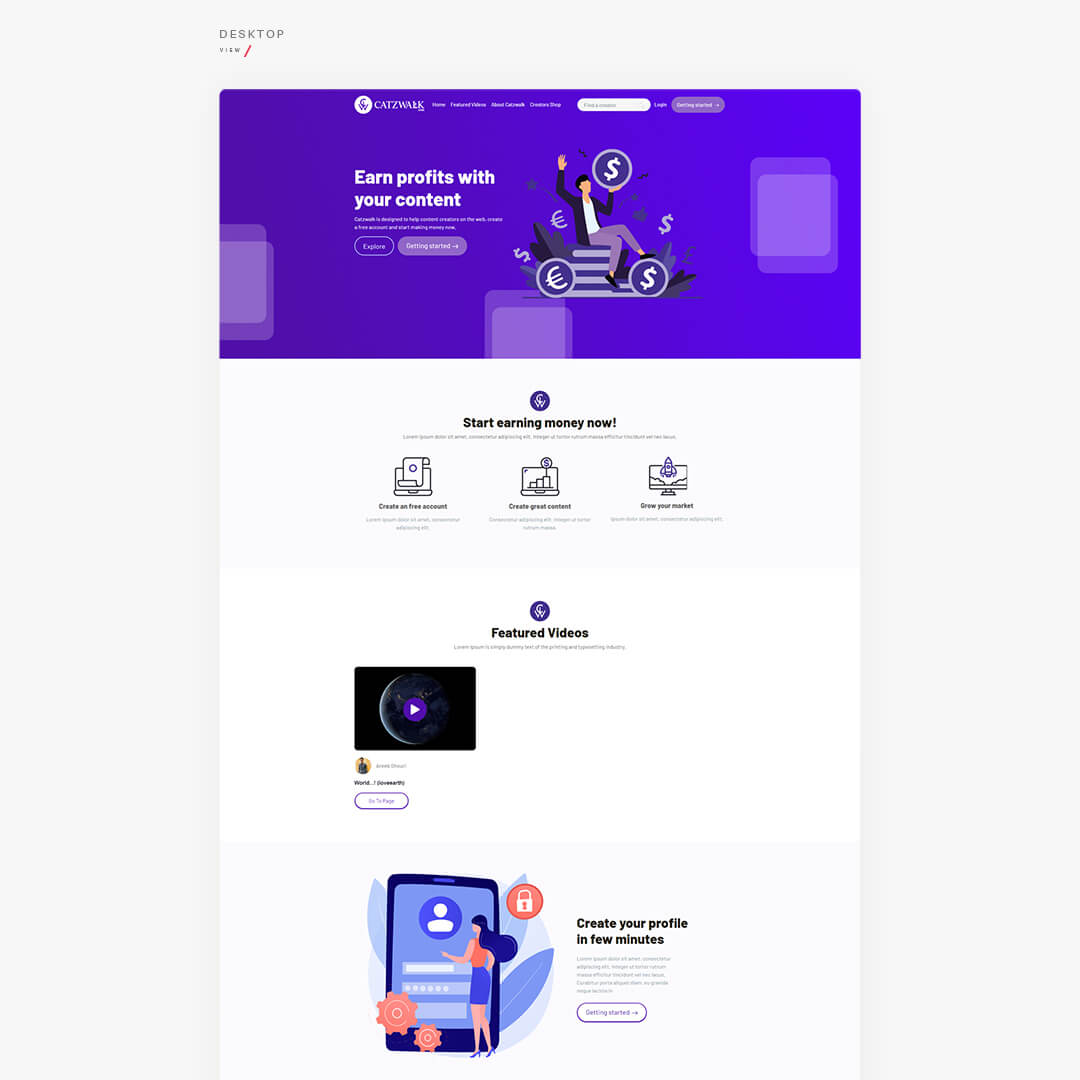 DESKTOP
VIEW
CATZWALK
Home Featured Videos About Catzwalk Creators Shop Find a creator Login Getting started →
Earn profits with
your content
Catzwalk is designed to help content creators on the web, create
a free account and start making money now.
Explore Getting started →
Start earning money now!
Lorem ipsum dolor sit amet, consectetur adipiscing elit. Integer ut tortor rutrum massa efficitur tincidunt vel nec lacus.
Create an free account
Lorem ipsum dolor sit amet, consectetur
adipiscing elit.
Create great content
Consectetur adipiscing elit. Integer ut tortor
rutrum massa.
Grow your market
Ipsum dolor sit amet, consectetur adipiscing elit.
Featured Videos
Lorem Ipsum is simply dummy text of the printing and typesetting industry.
World...! (loveearth)
Go To Page
Create your profile
in few minutes
Lorem ipsum dolor sit amet, consectetur
adipiscing elit. Integer ut tortor rutrum
massa efficitur tincidunt vel nec lacus.
Curabitur porta aliquet diam, eu gravida
neque lacinia in
Getting started →